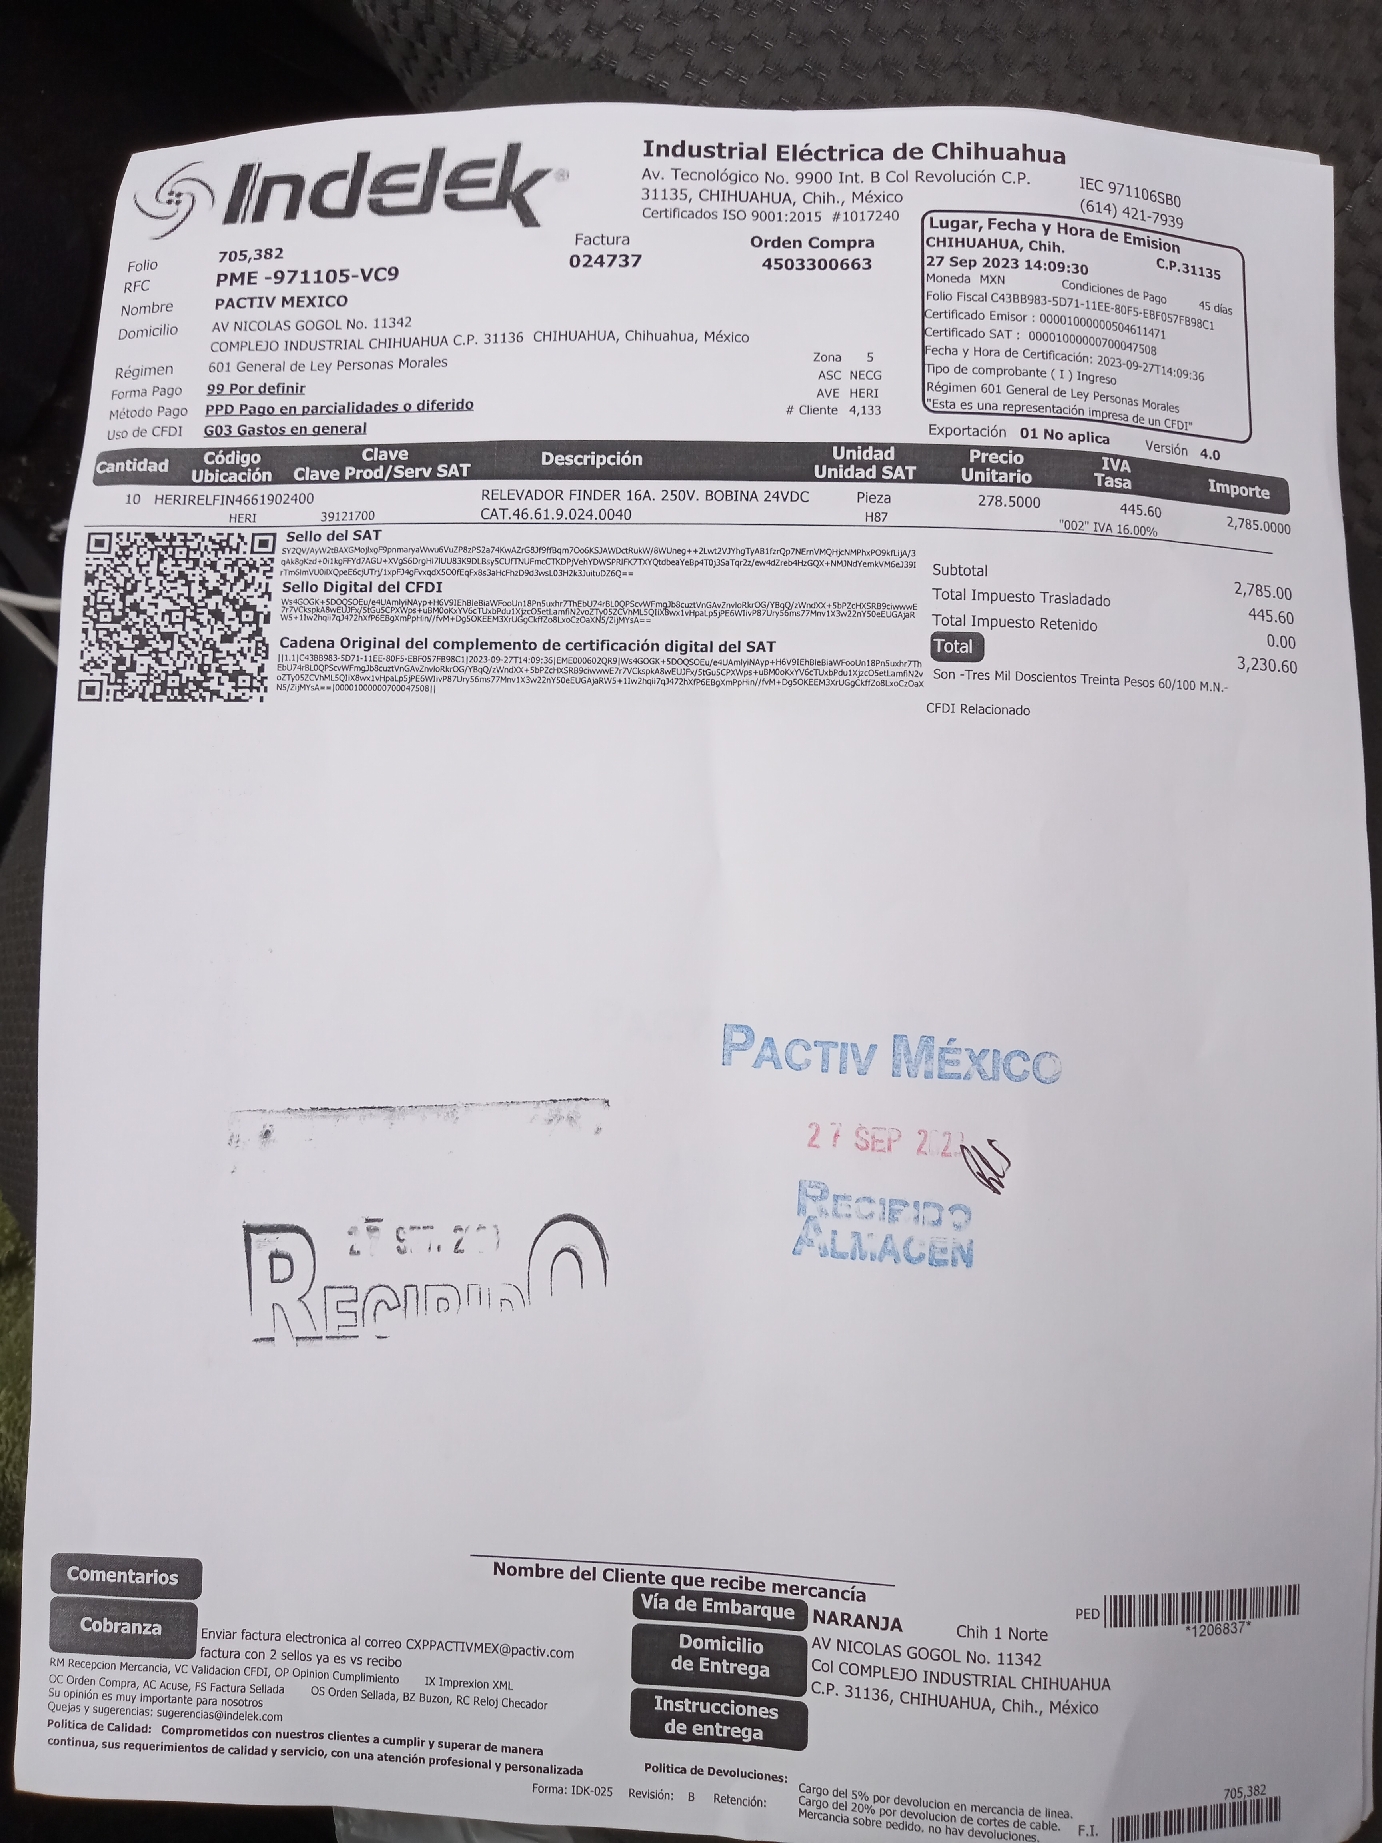 Indelek®
Industrial Eléctrica de Chihuahua
Av. Tecnológico No. 9900 Int. B Col Revolución C.P.
31135, CHIHUAHUA, Chih., México
Certificados ISO 9001:2015 #1017240
IEC 971106SB0
(614) 421-7939
Folio 705,382
Factura
024737
Orden Compra
4503300663
RFC PME -971105-VC9
Nombre PACTIV MEXICO
Domicilio AV NICOLAS GOGOL No. 11342
COMPLEJO INDUSTRIAL CHIHUAHUA C.P. 31136 CHIHUAHUA, Chihuahua, México
Régimen 601 General de Ley Personas Morales
Forma Pago 99 Por definir
Método Pago PPD Pago en parcialidades o diferido
Uso de CFDI G03 Gastos en general
Zona 5
ASC NECG
AVE HERI
# Cliente 4,133
Lugar, Fecha y Hora de Emision
CHIHUAHUA, Chih. C.P.31135
27 Sep 2023 14:09:30
Moneda MXN Condiciones de Pago 45 días
Folio Fiscal C43BB983-5D71-11EE-80F5-EBF057FB98C1
Certificado Emisor : 00001000000504611471
Certificado SAT : 00001000000700047508
Fecha y Hora de Certificación: 2023-09-27T14:09:36
Tipo de comprobante ( I ) Ingreso
Régimen 601 General de Ley Personas Morales
"Esta es una representación impresa de un CFDI"
Exportación 01 No aplica Versión 4.0
Cantidad Código Ubicación Clave Clave Prod/Serv SAT Descripción Unidad Unidad SAT Precio Unitario IVA Tasa Importe
10 HERIRELFIN4661902400 RELEVADOR FINDER 16A. 250V. BOBINA 24VDC Pieza 278.5000 445.60 2,785.0000
HERI 39121700 CAT.46.61.9.024.0040 H87 "002" IVA 16.00%
Sello del SAT
Sello Digital del CFDI
Cadena Original del complemento de certificación digital del SAT
Subtotal 2,785.00
Total Impuesto Trasladado 445.60
Total Impuesto Retenido 0.00
Total 3,230.60
Son -Tres Mil Doscientos Treinta Pesos 60/100 M.N.-
CFDI Relacionado
PACTIV MÉXICO
27 SEP
RECIBIDO
ALMACEN
RECIBIDO
Nombre del Cliente que recibe mercancía
Comentarios
Cobranza
Enviar factura electronica al correo CXPPACTIVMEX@pactiv.com
factura con 2 sellos ya es vs recibo
RM Recepcion Mercancia, VC Validacion CFDI, OP Opinion Cumplimiento IX Imprexion XML
OC Orden Compra, AC Acuse, FS Factura Sellada OS Orden Sellada, BZ Buzon, RC Reloj Checador
Su opinión es muy importante para nosotros
Quejas y sugerencias: sugerencias@indelek.com
Politica de Calidad: Comprometidos con nuestros clientes a cumplir y superar de manera
continua, sus requerimientos de calidad y servicio, con una atención profesional y personalizada
Vía de Embarque NARANJA Chih 1 Norte
Domicilio de Entrega
AV NICOLAS GOGOL No. 11342
Col COMPLEJO INDUSTRIAL CHIHUAHUA
C.P. 31136, CHIHUAHUA, Chih., México
Instrucciones de entrega
PED
*1206837*
Forma: IDK-025 Revisión: B Retención:
Politica de Devoluciones:
Cargo del 5% por devolucion en mercancia de linea.
Cargo del 20% por devolucion de cortes de cable.
Mercancia sobre pedido, no hay devoluciones.
705,382
F.I.